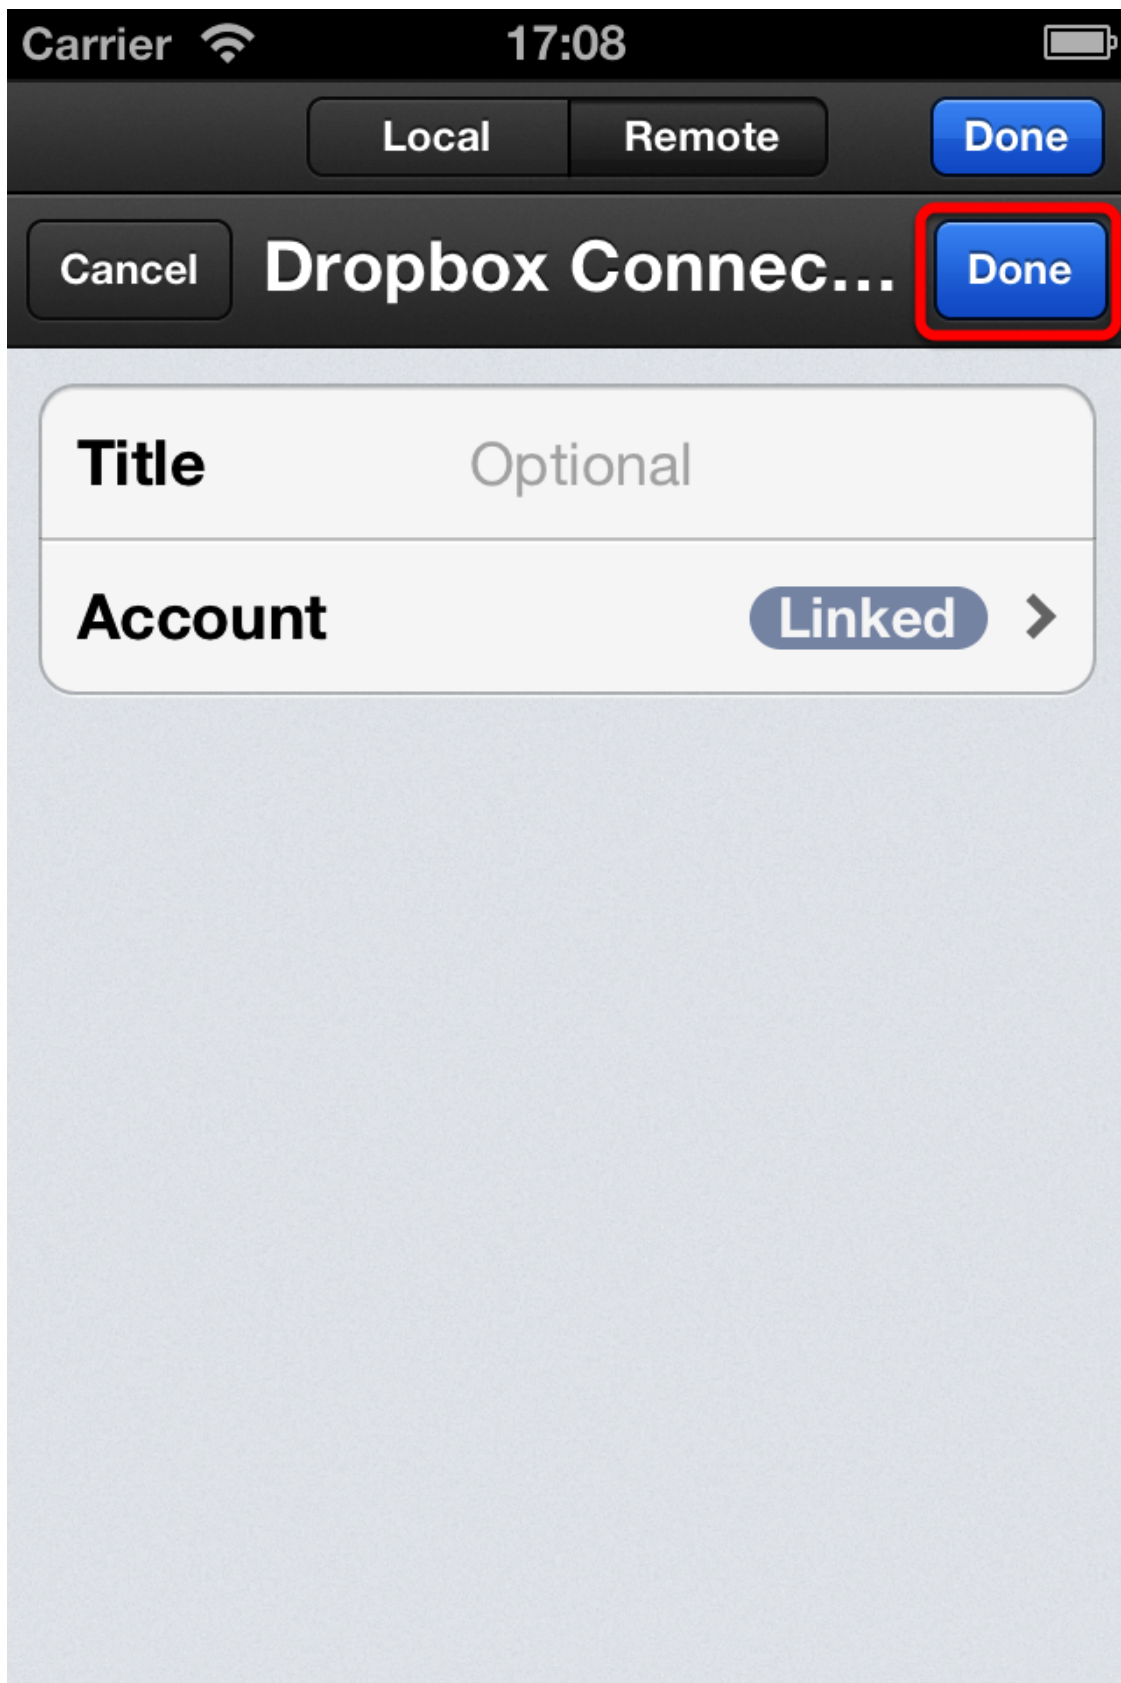 Carrier 17:08
Local Remote Done
Cancel Dropbox Connec... Done
Title Optional
Account Linked